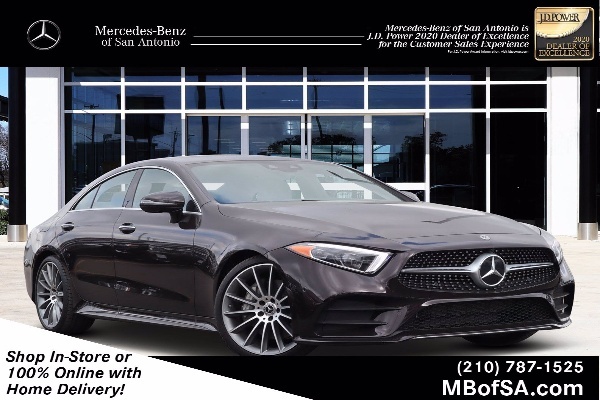 Mercedes-Benz
of San Antonio
Mercedes-Benz of San Antonio is
J.D. Power 2020 Dealer of Excellence
for the Customer Sales Experience
J.D. POWER
2020
DEALER OF
EXCELLENCE
Shop In-Store or
100% Online with
Home Delivery!
(210) 787-1525
MBofSA.com